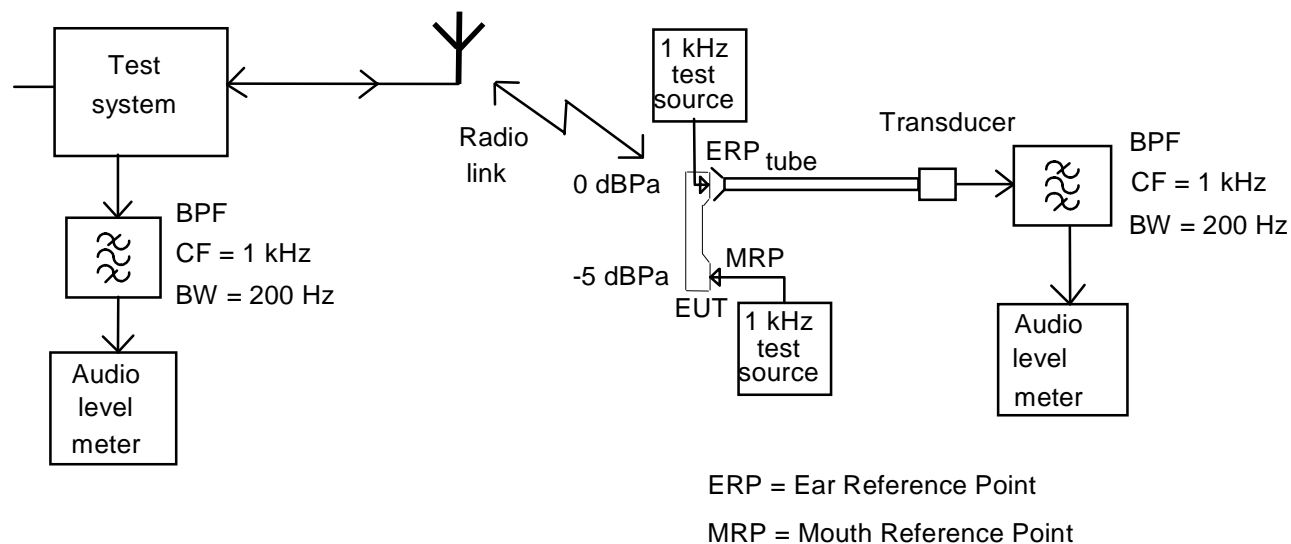 Test
system
Radio
link
BPF
CF = 1 kHz
BW = 200 Hz
Audio
level
meter
1 kHz
test
source
ERP
tube
Transducer
0 dBPa
-5 dBPa
MRP
EUT
1 kHz
test
source
BPF
CF = 1 kHz
BW = 200 Hz
Audio
level
meter
ERP = Ear Reference Point
MRP = Mouth Reference Point